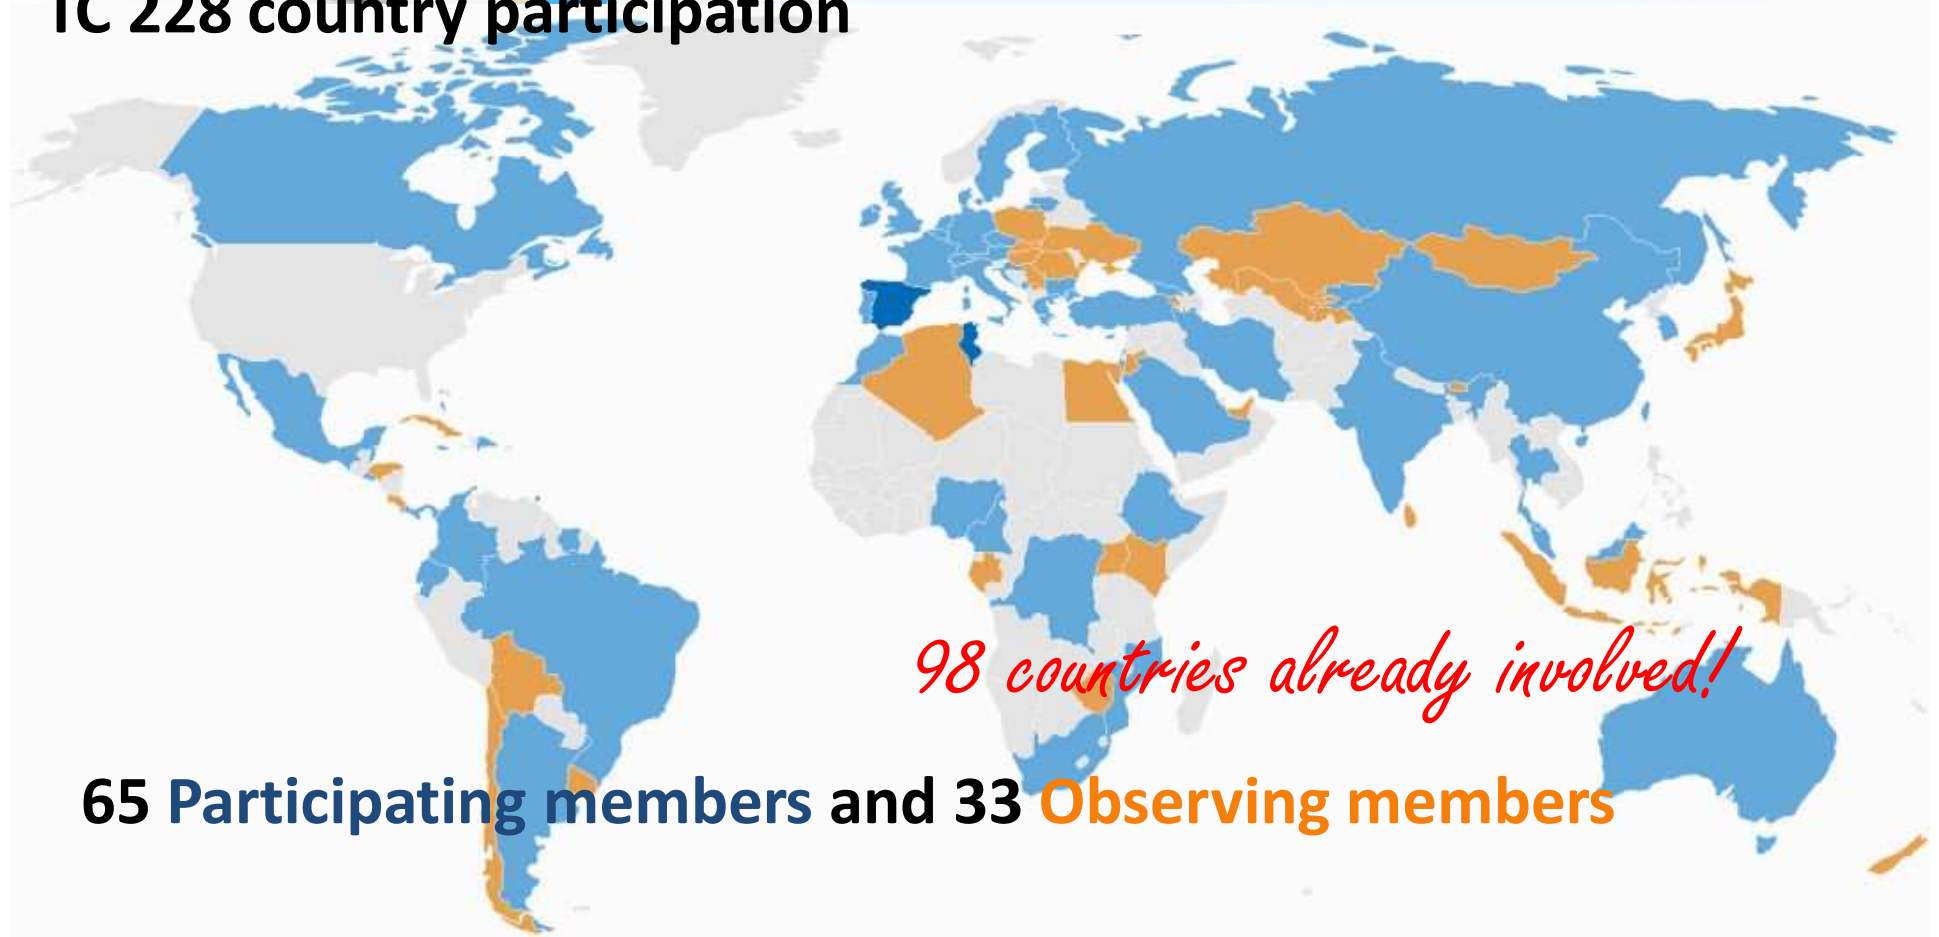 TC 228 country participation
98 countries already involved!
65 Participating members and 33 Observing members